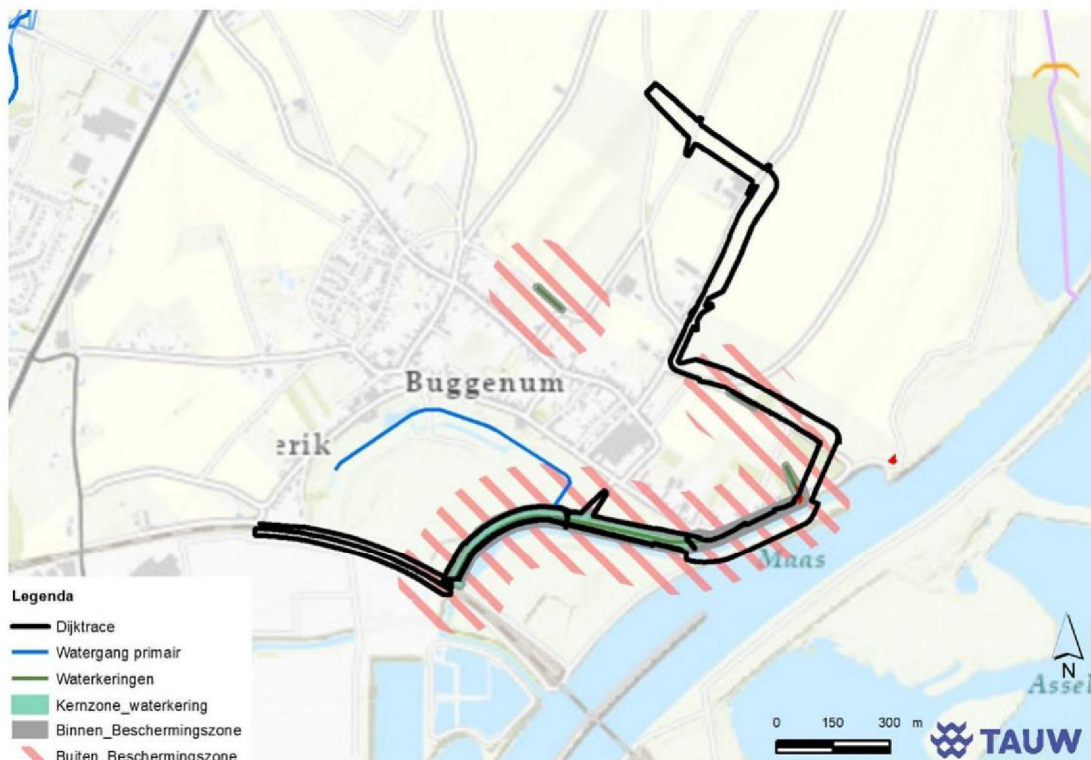 Buggenum
erik
Maas
Assel
Legenda
Dijktrace
Watergang primair
Waterkeringen
Kernzone_waterkering
Binnen_Beschermingszone
Buiten_Beschermingszone
N
0 150 300 m
TAUW